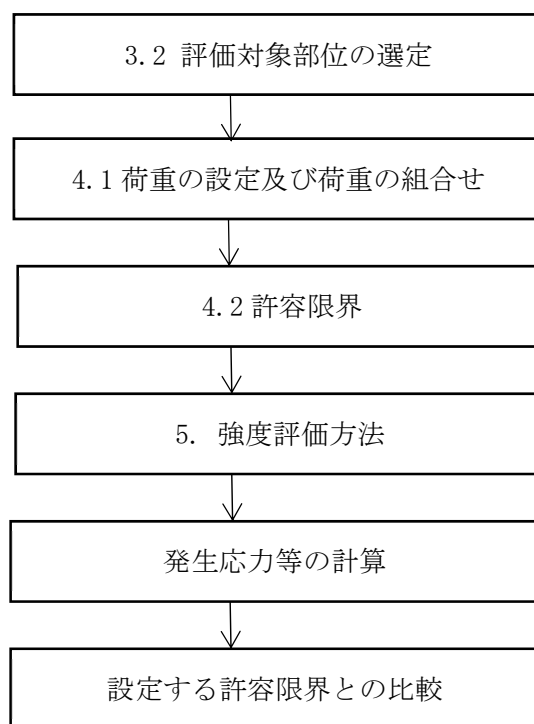 3.2 評価対象部位の選定
4.1 荷重の設定及び荷重の組合せ
4.2 許容限界
5. 強度評価方法
発生応力等の計算
設定する許容限界との比較